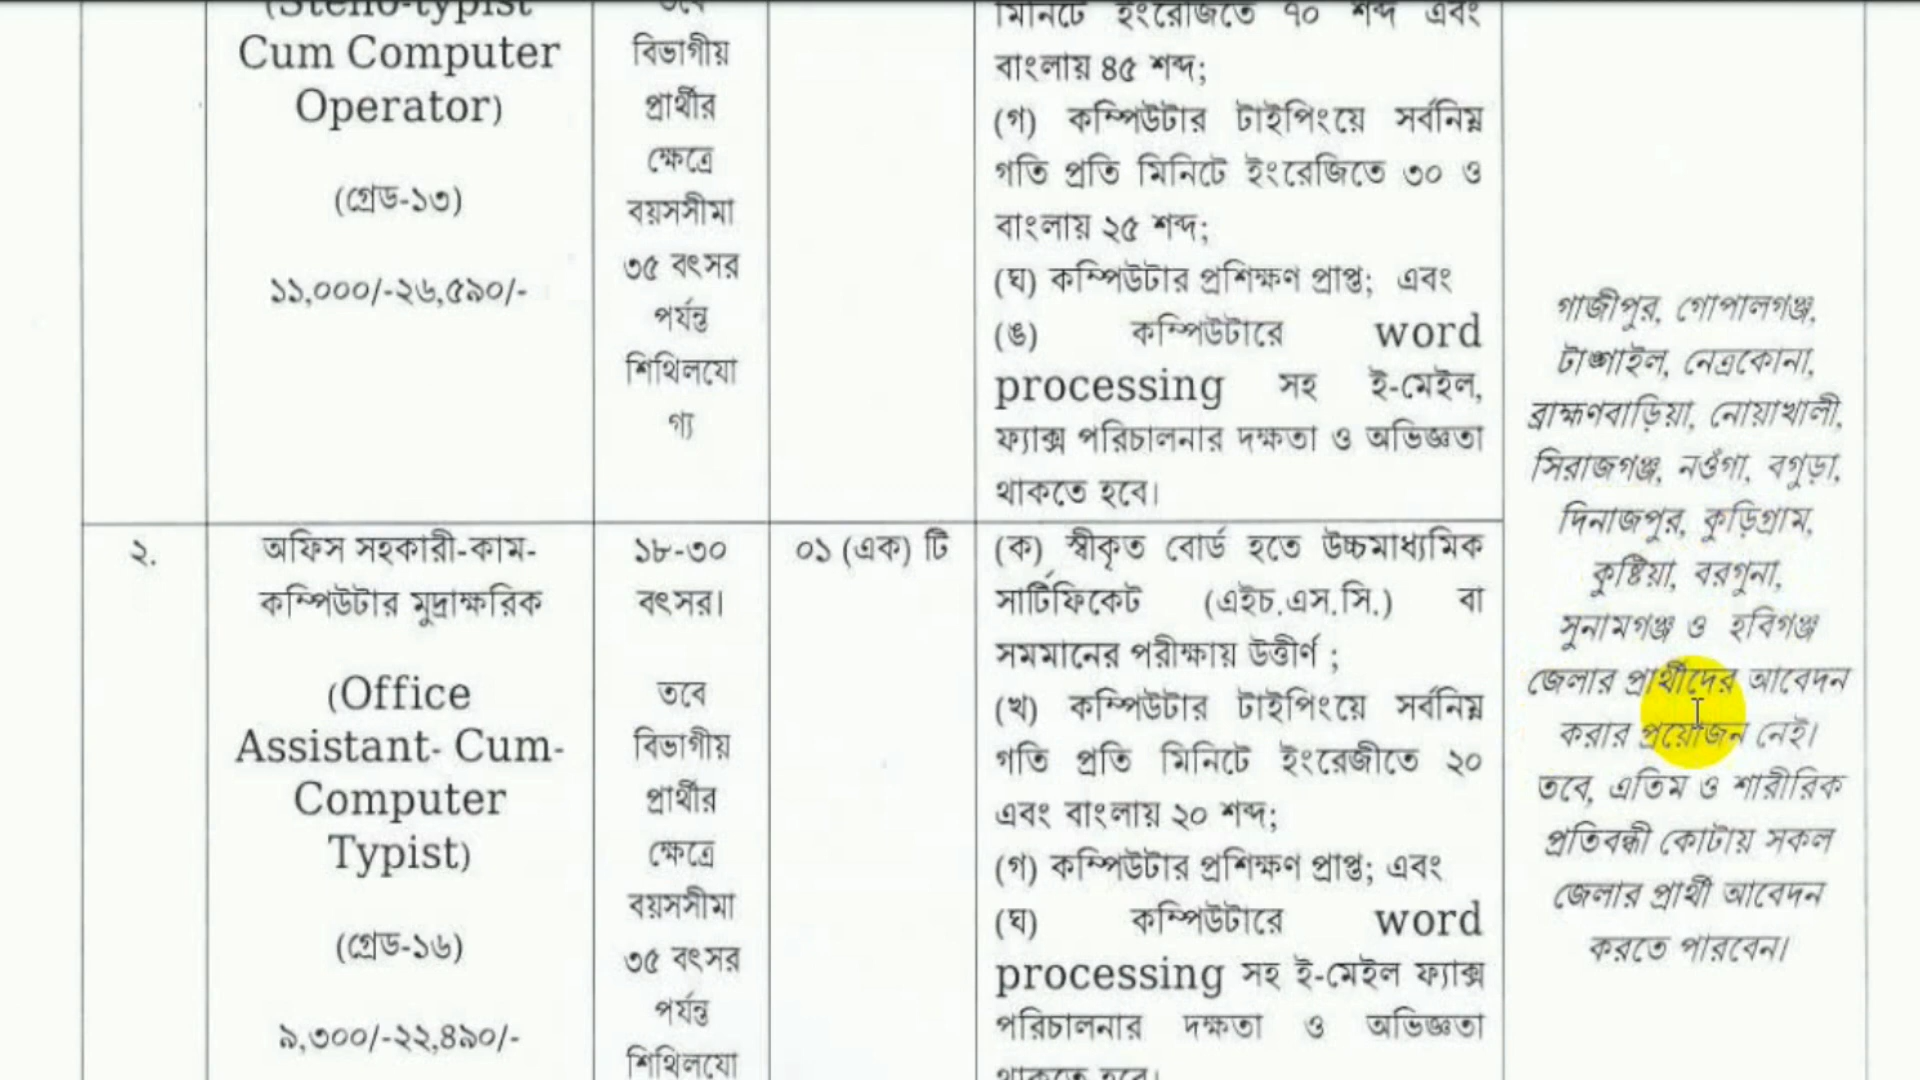 (Steno-typist
Cum Computer
Operator)
(গ্রেড-১৩)
১১,০০০/-২৬,৫৯০/-
তবে
বিভাগীয়
প্রার্থীর
ক্ষেত্রে
বয়সসীমা
৩৫ বৎসর
পর্যন্ত
শিথিলযো
গ্য
মিনিটে ইংরেজিতে ৭০ শব্দ এবং
বাংলায় ৪৫ শব্দ;
(গ) কম্পিউটার টাইপিংয়ে সর্বনিম্ন
গতি প্রতি মিনিটে ইংরেজিতে ৩০ ও
বাংলায় ২৫ শব্দ;
(ঘ) কম্পিউটার প্রশিক্ষণ প্রাপ্ত; এবং
(ঙ) কম্পিউটারে word
processing সহ ই-মেইল,
ফ্যাক্স পরিচালনার দক্ষতা ও অভিজ্ঞতা
থাকতে হবে।
২.
অফিস সহকারী-কাম-
কম্পিউটার মুদ্রাক্ষরিক
(Office
Assistant- Cum-
Computer
Typist)
(গ্রেড-১৬)
৯,৩০০/-২২,৪৯০/-
১৮-৩০
বৎসর।
তবে
বিভাগীয়
প্রার্থীর
ক্ষেত্রে
বয়সসীমা
৩৫ বৎসর
পর্যন্ত
শিথিলযো
০১ (এক) টি
(ক) স্বীকৃত বোর্ড হতে উচ্চমাধ্যমিক
সার্টিফিকেট (এইচ.এস.সি.) বা
সমমানের পরীক্ষায় উত্তীর্ণ ;
(খ) কম্পিউটার টাইপিংয়ে সর্বনিম্ন
গতি প্রতি মিনিটে ইংরেজীতে ২০
এবং বাংলায় ২০ শব্দ;
(গ) কম্পিউটার প্রশিক্ষণ প্রাপ্ত; এবং
(ঘ) কম্পিউটারে word
processing সহ ই-মেইল ফ্যাক্স
পরিচালনার দক্ষতা ও অভিজ্ঞতা
থাকতে হবে।
গাজীপুর, গোপালগঞ্জ,
টাঙ্গাইল, নেত্রকোনা,
ব্রাহ্মণবাড়িয়া, নোয়াখালী,
সিরাজগঞ্জ, নওঁগা, বগুড়া,
দিনাজপুর, কুড়িগ্রাম,
কুষ্টিয়া, বরগুনা,
সুনামগঞ্জ ও হবিগঞ্জ
জেলার প্রার্থীদের আবেদন
করার প্রয়োজন নেই।
তবে, এতিম ও শারীরিক
প্রতিবন্ধী কোটায় সকল
জেলার প্রার্থী আবেদন
করতে পারবেন।